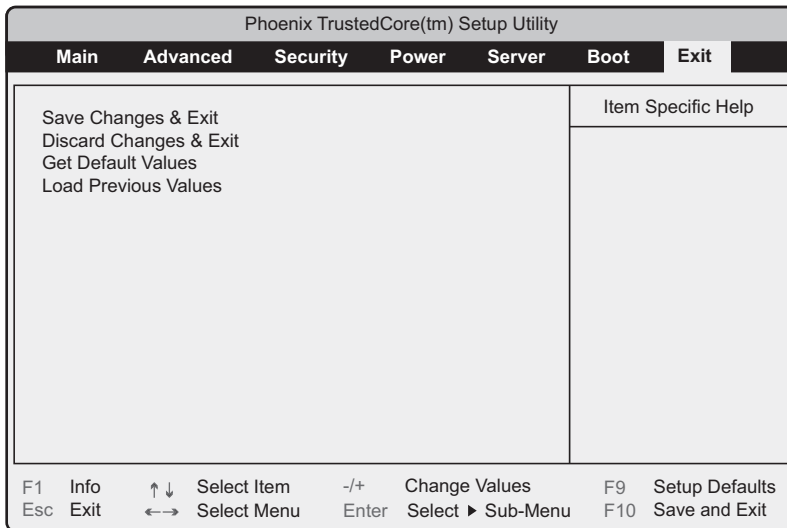 Phoenix TrustedCore(tm) Setup Utility
Main Advanced Security Power Server Boot Exit
Save Changes & Exit
Discard Changes & Exit
Get Default Values
Load Previous Values
Item Specific Help
F1 Info ↑↓ Select Item -/+ Change Values F9 Setup Defaults
Esc Exit ←→ Select Menu Enter Select ▶ Sub-Menu F10 Save and Exit